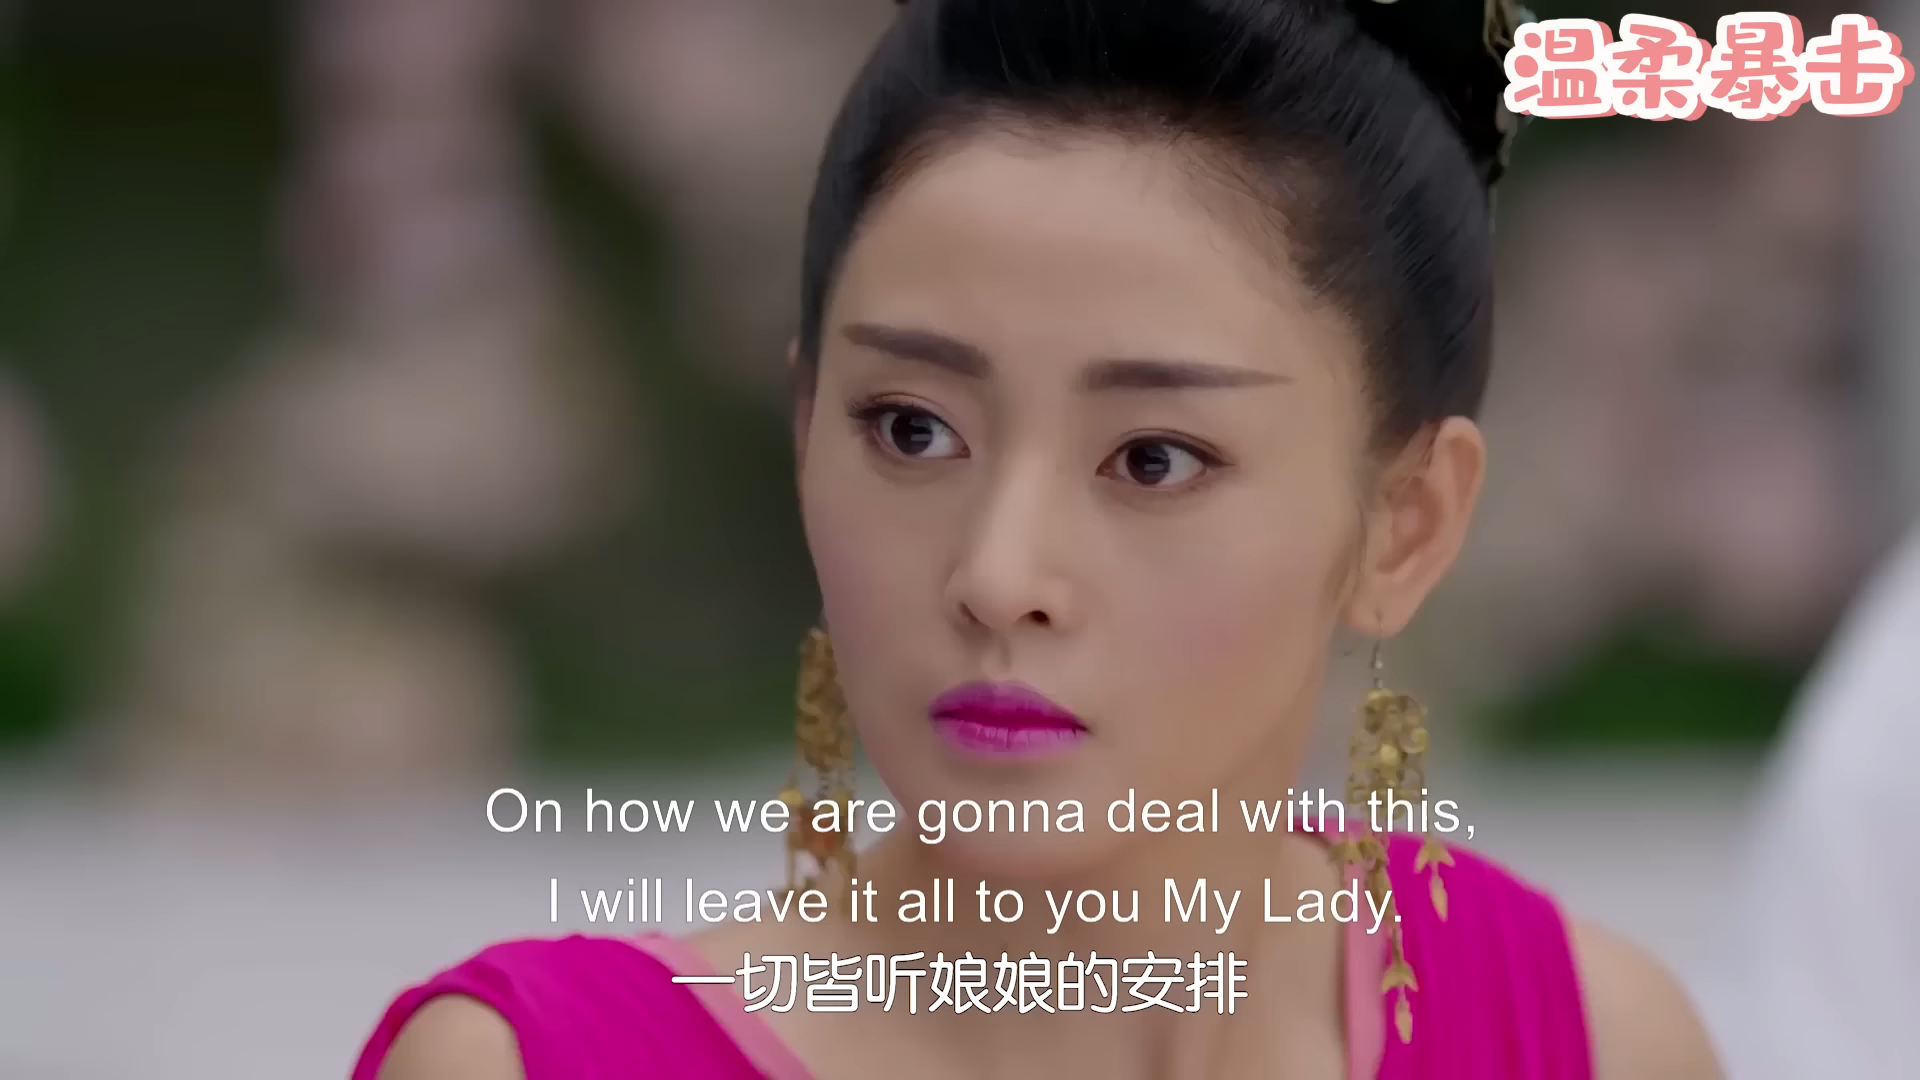 温柔暴击
On how we are gonna deal with this,
I will leave it all to you My Lady.
一切皆听娘娘的安排